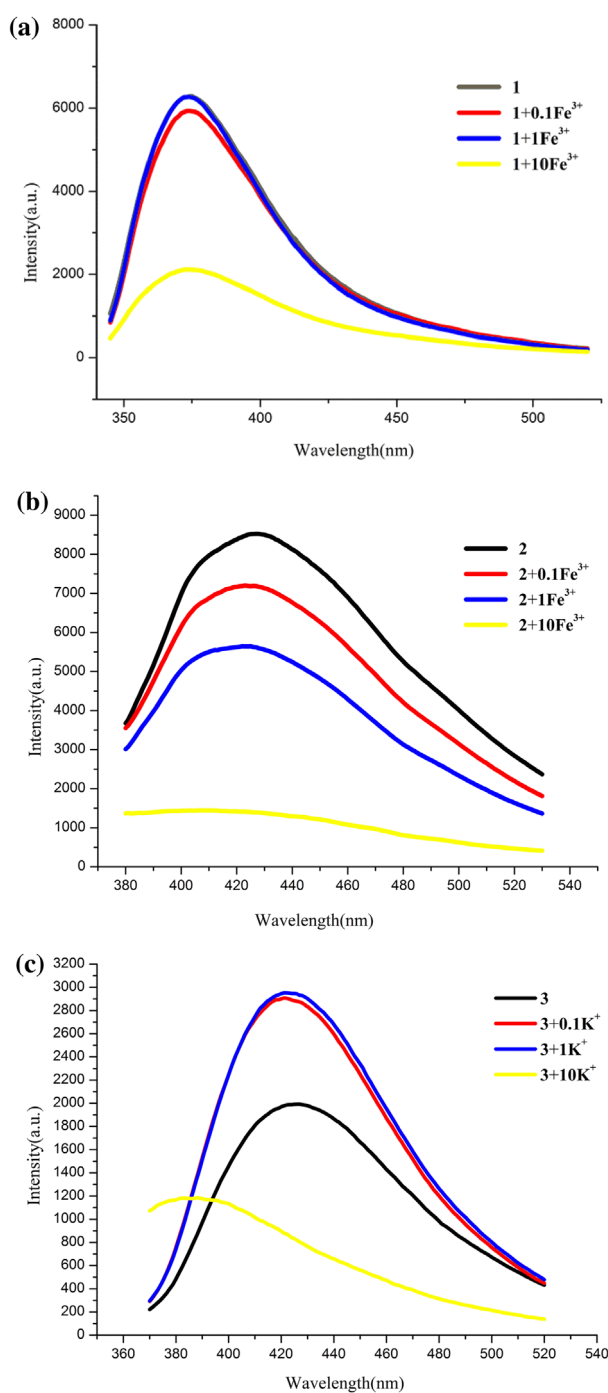 (a)
8000
6000
4000
2000
0
Intensity(a.u.)
1
1+0.1Fe³⁺
1+1Fe³⁺
1+10Fe³⁺
350 400 450 500
Wavelength(nm)
(b)
9000
8000
7000
6000
5000
4000
3000
2000
1000
0
Intensity(a.u.)
2
2+0.1Fe³⁺
2+1Fe³⁺
2+10Fe³⁺
380 400 420 440 460 480 500 520 540
Wavelength(nm)
(c)
3200
3000
2800
2600
2400
2200
2000
1800
1600
1400
1200
1000
800
600
400
200
0
Intensity(a.u.)
3
3+0.1K⁺
3+1K⁺
3+10K⁺
360 380 400 420 440 460 480 500 520 540
Wavelength(nm)